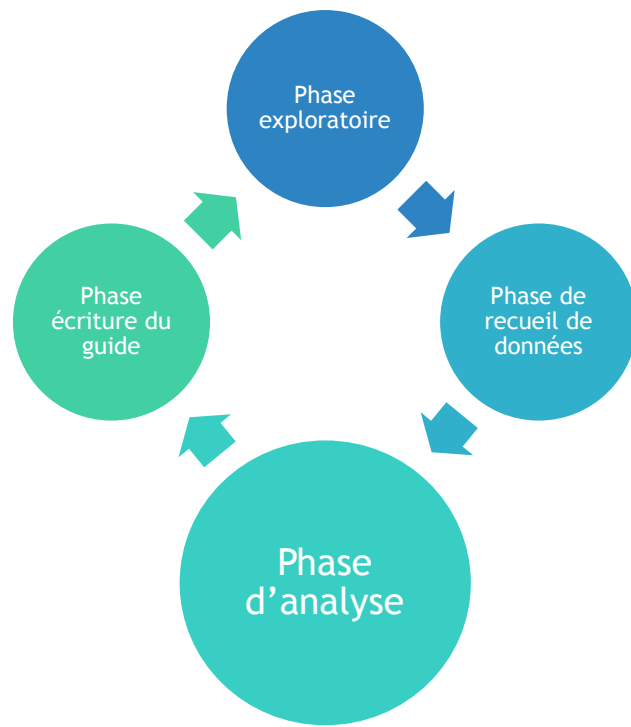 Phase
exploratoire
Phase de
recueil de
données
Phase
d’analyse
Phase
écriture du
guide